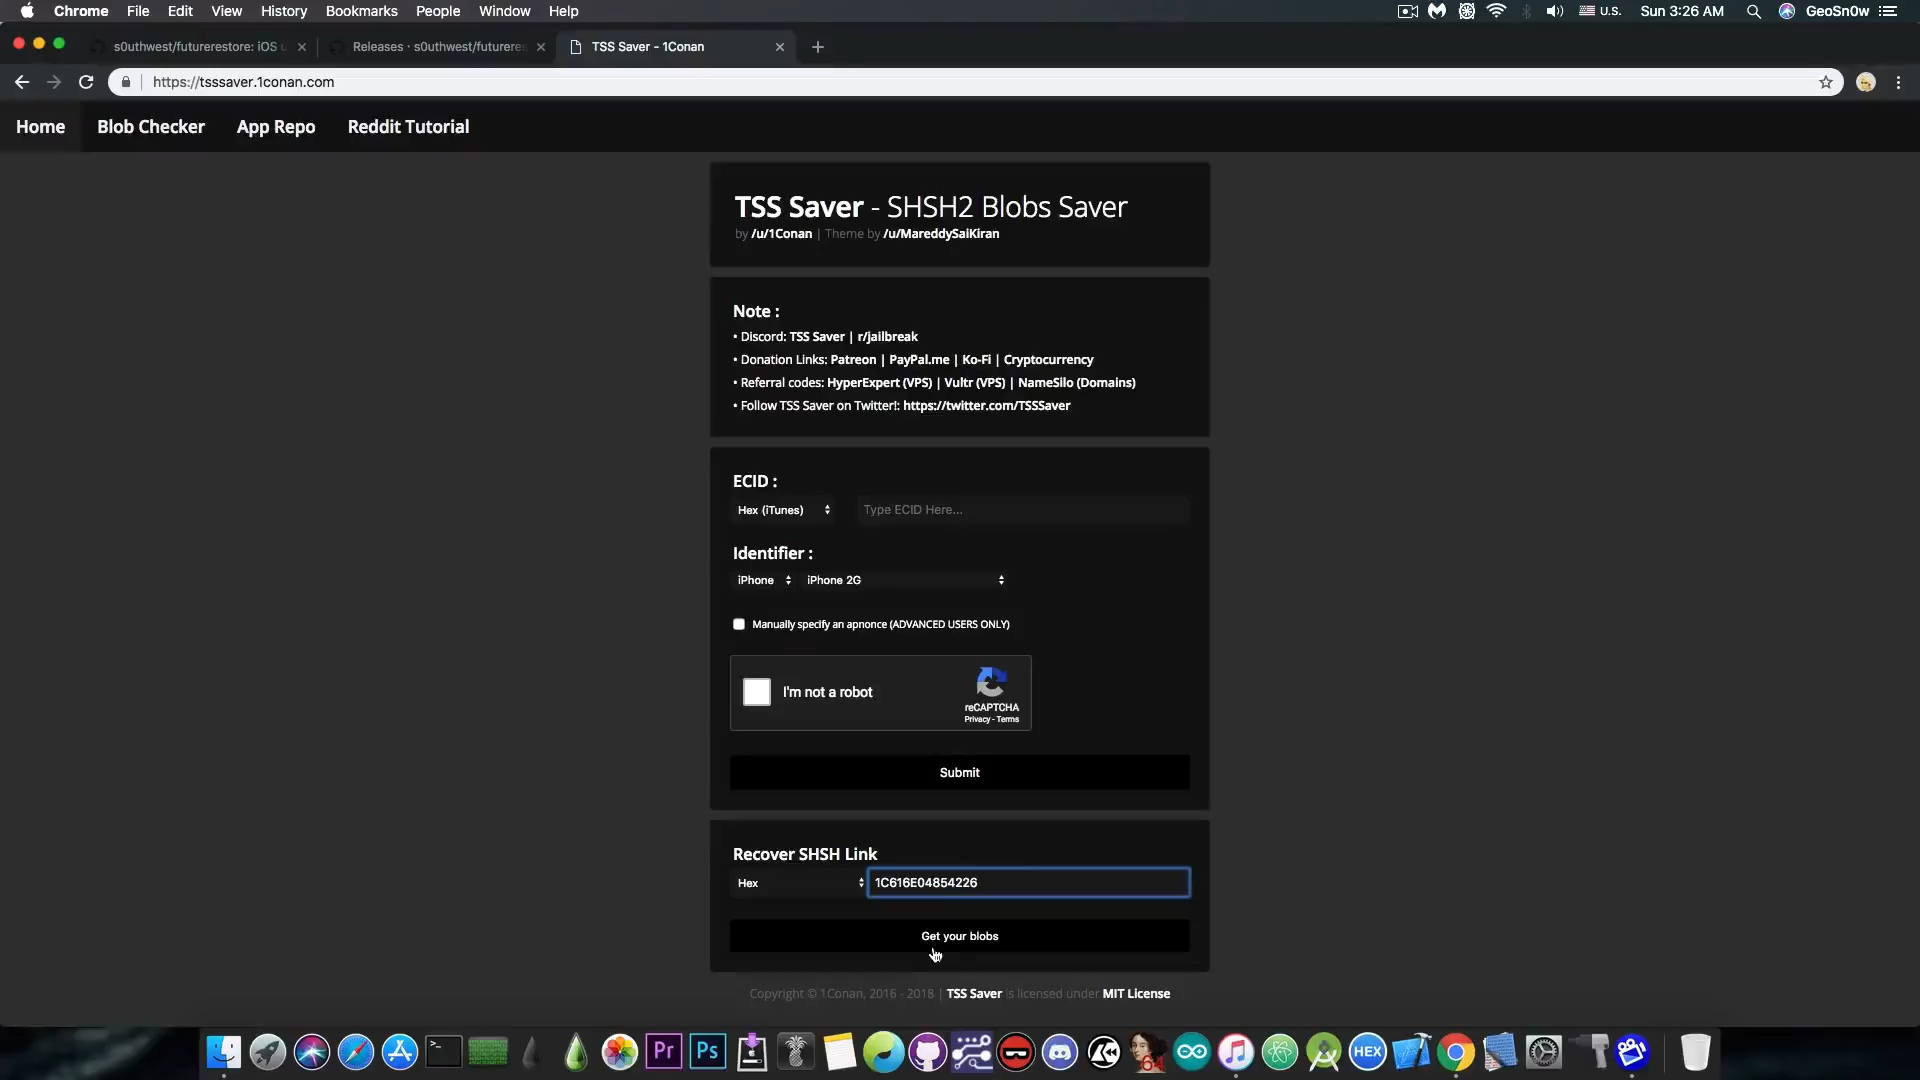 Chrome File Edit View History Bookmarks People Window Help U.S. Sun 3:26 AM GeoSn0w
s0uthwest/futurerestore: iOS u Releases · s0uthwest/futureres TSS Saver - 1Conan
https://tsssaver.1conan.com
Home Blob Checker App Repo Reddit Tutorial
TSS Saver - SHSH2 Blobs Saver
by /u/1Conan | Theme by /u/MareddySaiKiran
Note :
• Discord: TSS Saver | r/jailbreak
• Donation Links: Patreon | PayPal.me | Ko-Fi | Cryptocurrency
• Referral codes: HyperExpert (VPS) | Vultr (VPS) | NameSilo (Domains)
• Follow TSS Saver on Twitter!: https://twitter.com/TSSSaver
ECID :
Hex (iTunes) Type ECID Here...
Identifier :
iPhone iPhone 2G
Manually specify an apnonce (ADVANCED USERS ONLY)
I'm not a robot
reCAPTCHA
Privacy - Terms
Submit
Recover SHSH Link
Hex 1C616E04854226
Get your blobs
Copyright © 1Conan, 2016 - 2018 | TSS Saver is licensed under MIT License
Pr Ps HEX